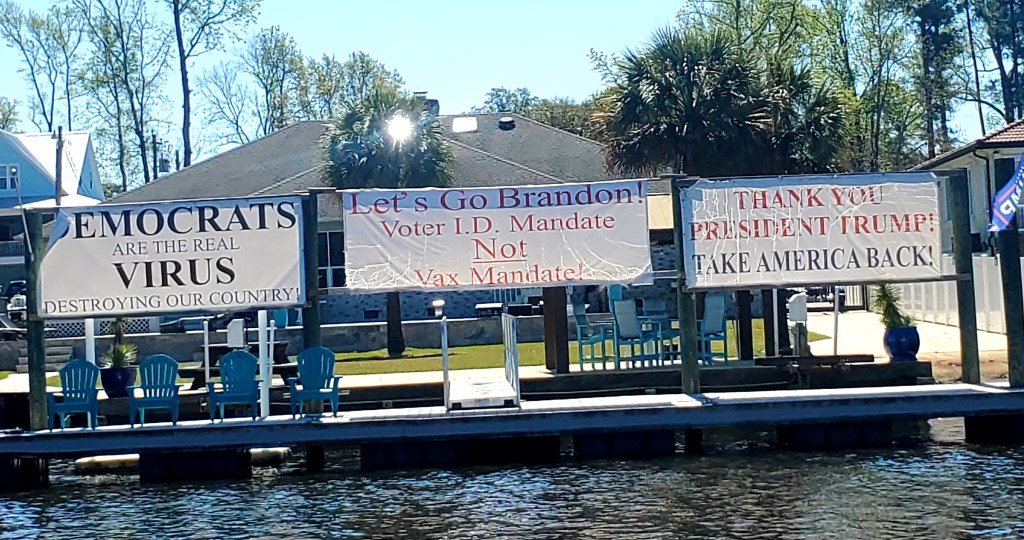 EMOCRATS
ARE THE REAL
VIRUS
DESTROYING OUR COUNTRY!
Let's Go Brandon!
Voter I.D. Mandate
Not
Vax Mandate!
THANK YOU
PRESIDENT TRUMP!
TAKE AMERICA BACK!